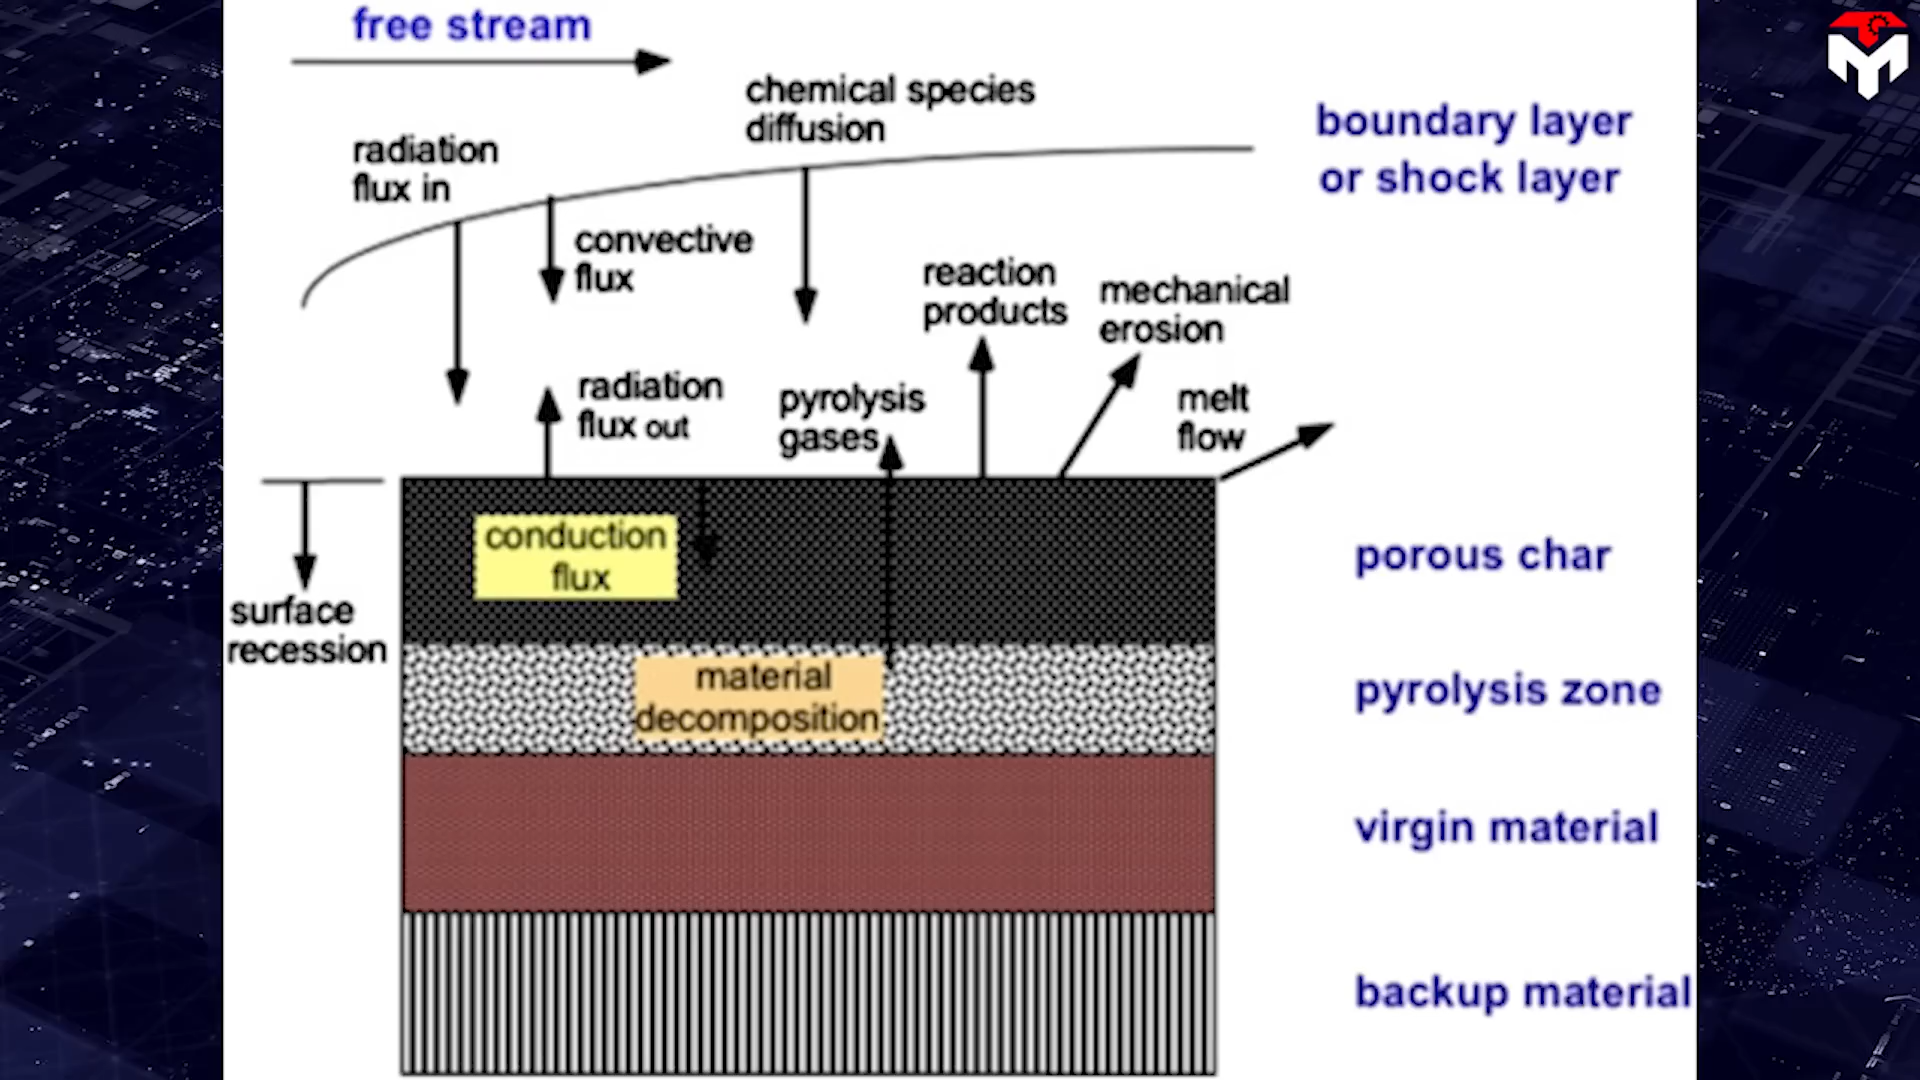 free stream
chemical species
diffusion
boundary layer
or shock layer
radiation
flux in
convective
flux
reaction
products
mechanical
erosion
radiation
flux out
pyrolysis
gases
melt
flow
conduction
flux
porous char
surface
recession
material
decomposition
pyrolysis zone
virgin material
backup material